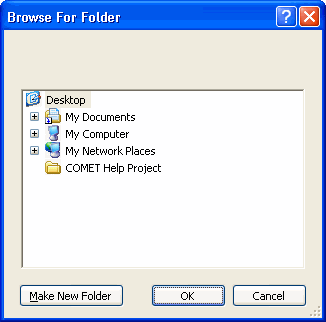 Browse For Folder
Desktop
My Documents
My Computer
My Network Places
COMET Help Project
Make New Folder
OK
Cancel